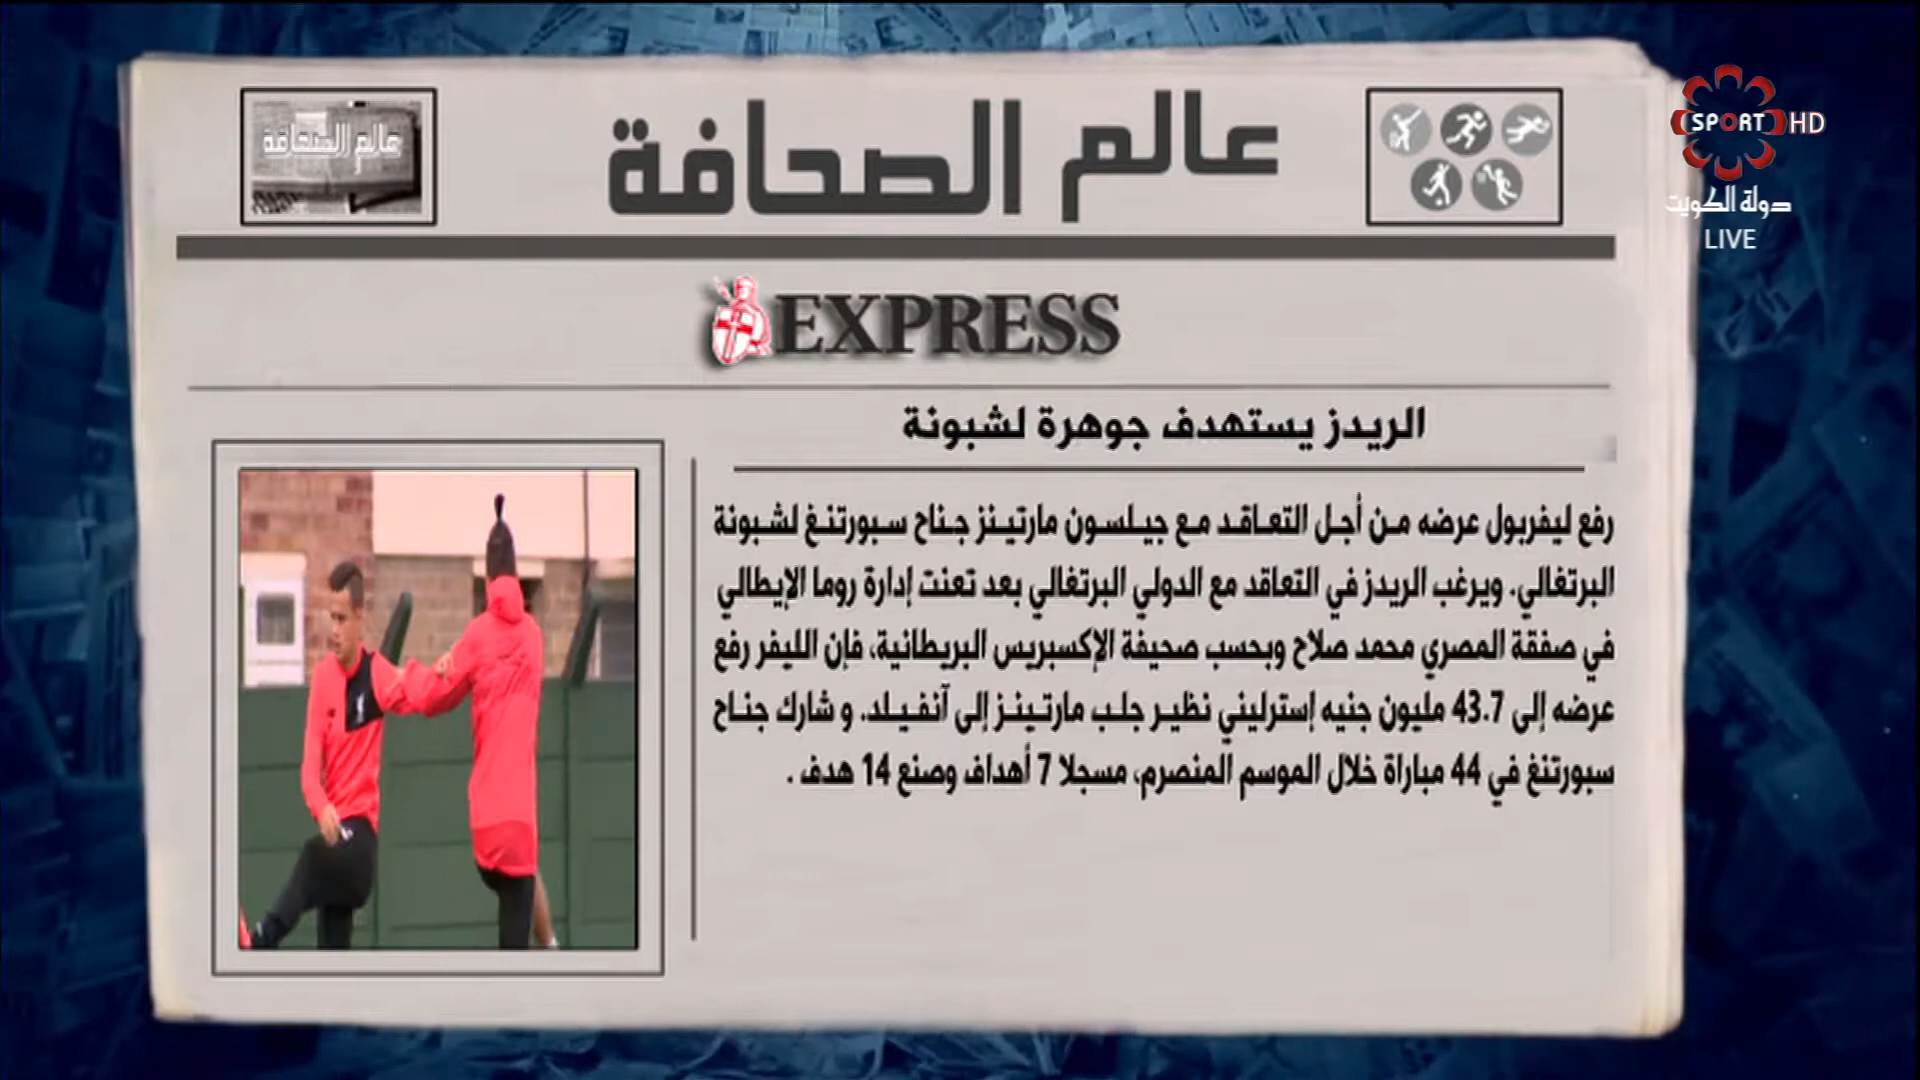 عالم الصحافة
عالم الصحافة
SPORT HD
دولة الكويت
LIVE
EXPRESS
الريدز يستهدف جوهرة لشبونة
رفع ليفربول عرضه من أجل التعاقد مع جيلسون مارتينز جناح سبورتنغ لشبونة
البرتغالي. ويرغب الريدز في التعاقد مع الدولي البرتغالي بعد تعنت إدارة روما الإيطالي
في صفقة المصري محمد صلاح وبحسب صحيفة الإكسبريس البريطانية، فإن الليفر رفع
عرضه إلى 43.7 مليون جنيه إسترليني نظير جلب مارتينز إلى آنفيلد. و شارك جناح
سبورتنغ في 44 مباراة خلال الموسم المنصرم، مسجلا 7 أهداف وصنع 14 هدف .